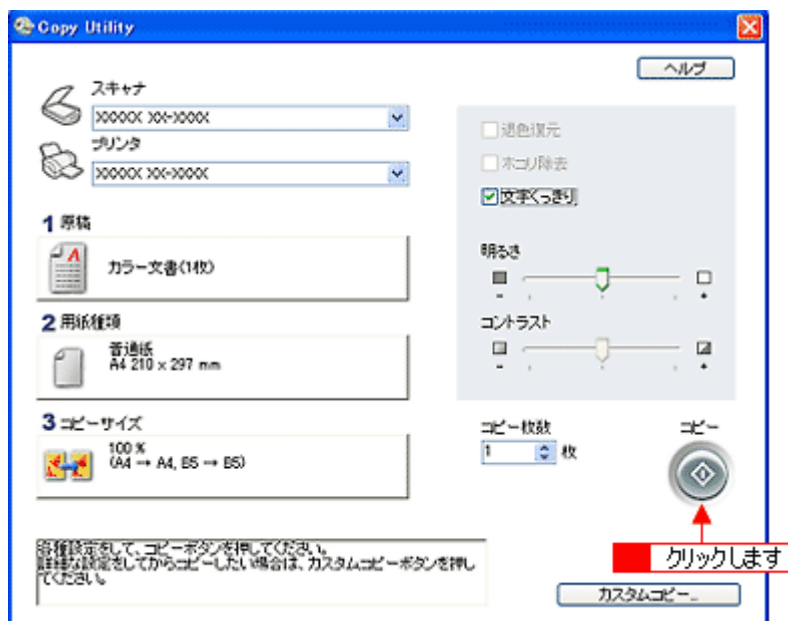 Copy Utility
ヘルプ
スキャナ
XXXXX XX-XXXX
プリンタ
XXXXX XX-XXXX
退色復元
ホコリ除去
文字くっきり
1 原稿
カラー文書(1枚)
明るさ
- +
2 用紙種類
普通紙
A4 210 x 297 mm
コントラスト
- +
3 コピーサイズ
100 %
(A4 → A4, B5 → B5)
コピー枚数
1 枚
コピー
クリックします
各種設定をして、コピーボタンを押してください。
詳細な設定をしてからコピーしたい場合は、カスタムコピーボタンを押し
てください。
カスタムコピー...